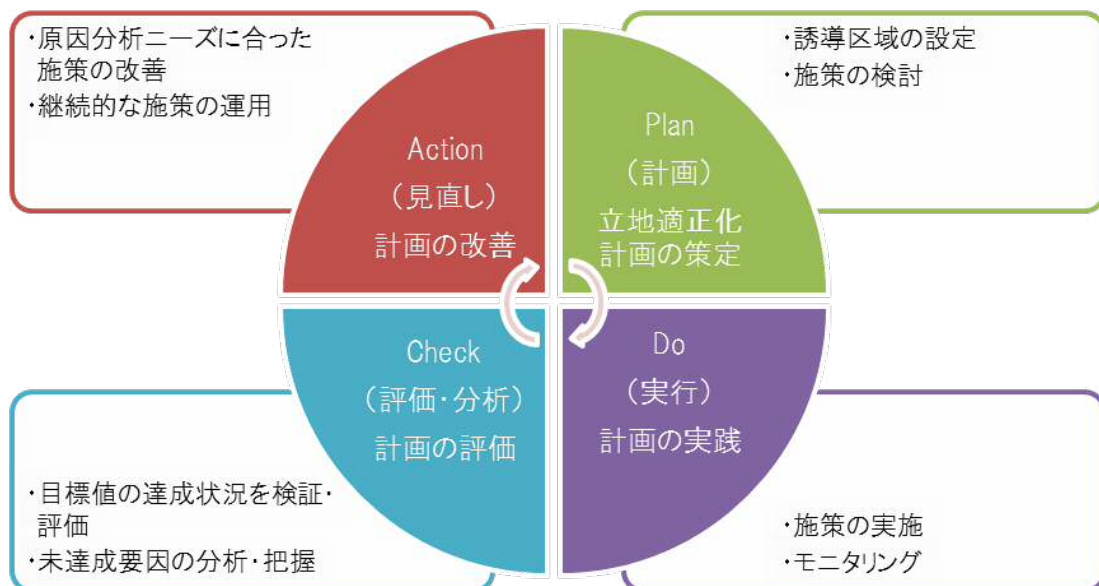 ・原因分析ニーズに合った
施策の改善
・継続的な施策の運用
Action
（見直し）
計画の改善
・誘導区域の設定
・施策の検討
Plan
（計画）
立地適正化
計画の策定
Check
（評価・分析）
計画の評価
・目標値の達成状況を検証・
評価
・未達成要因の分析・把握
Do
（実行）
計画の実践
・施策の実施
・モニタリング